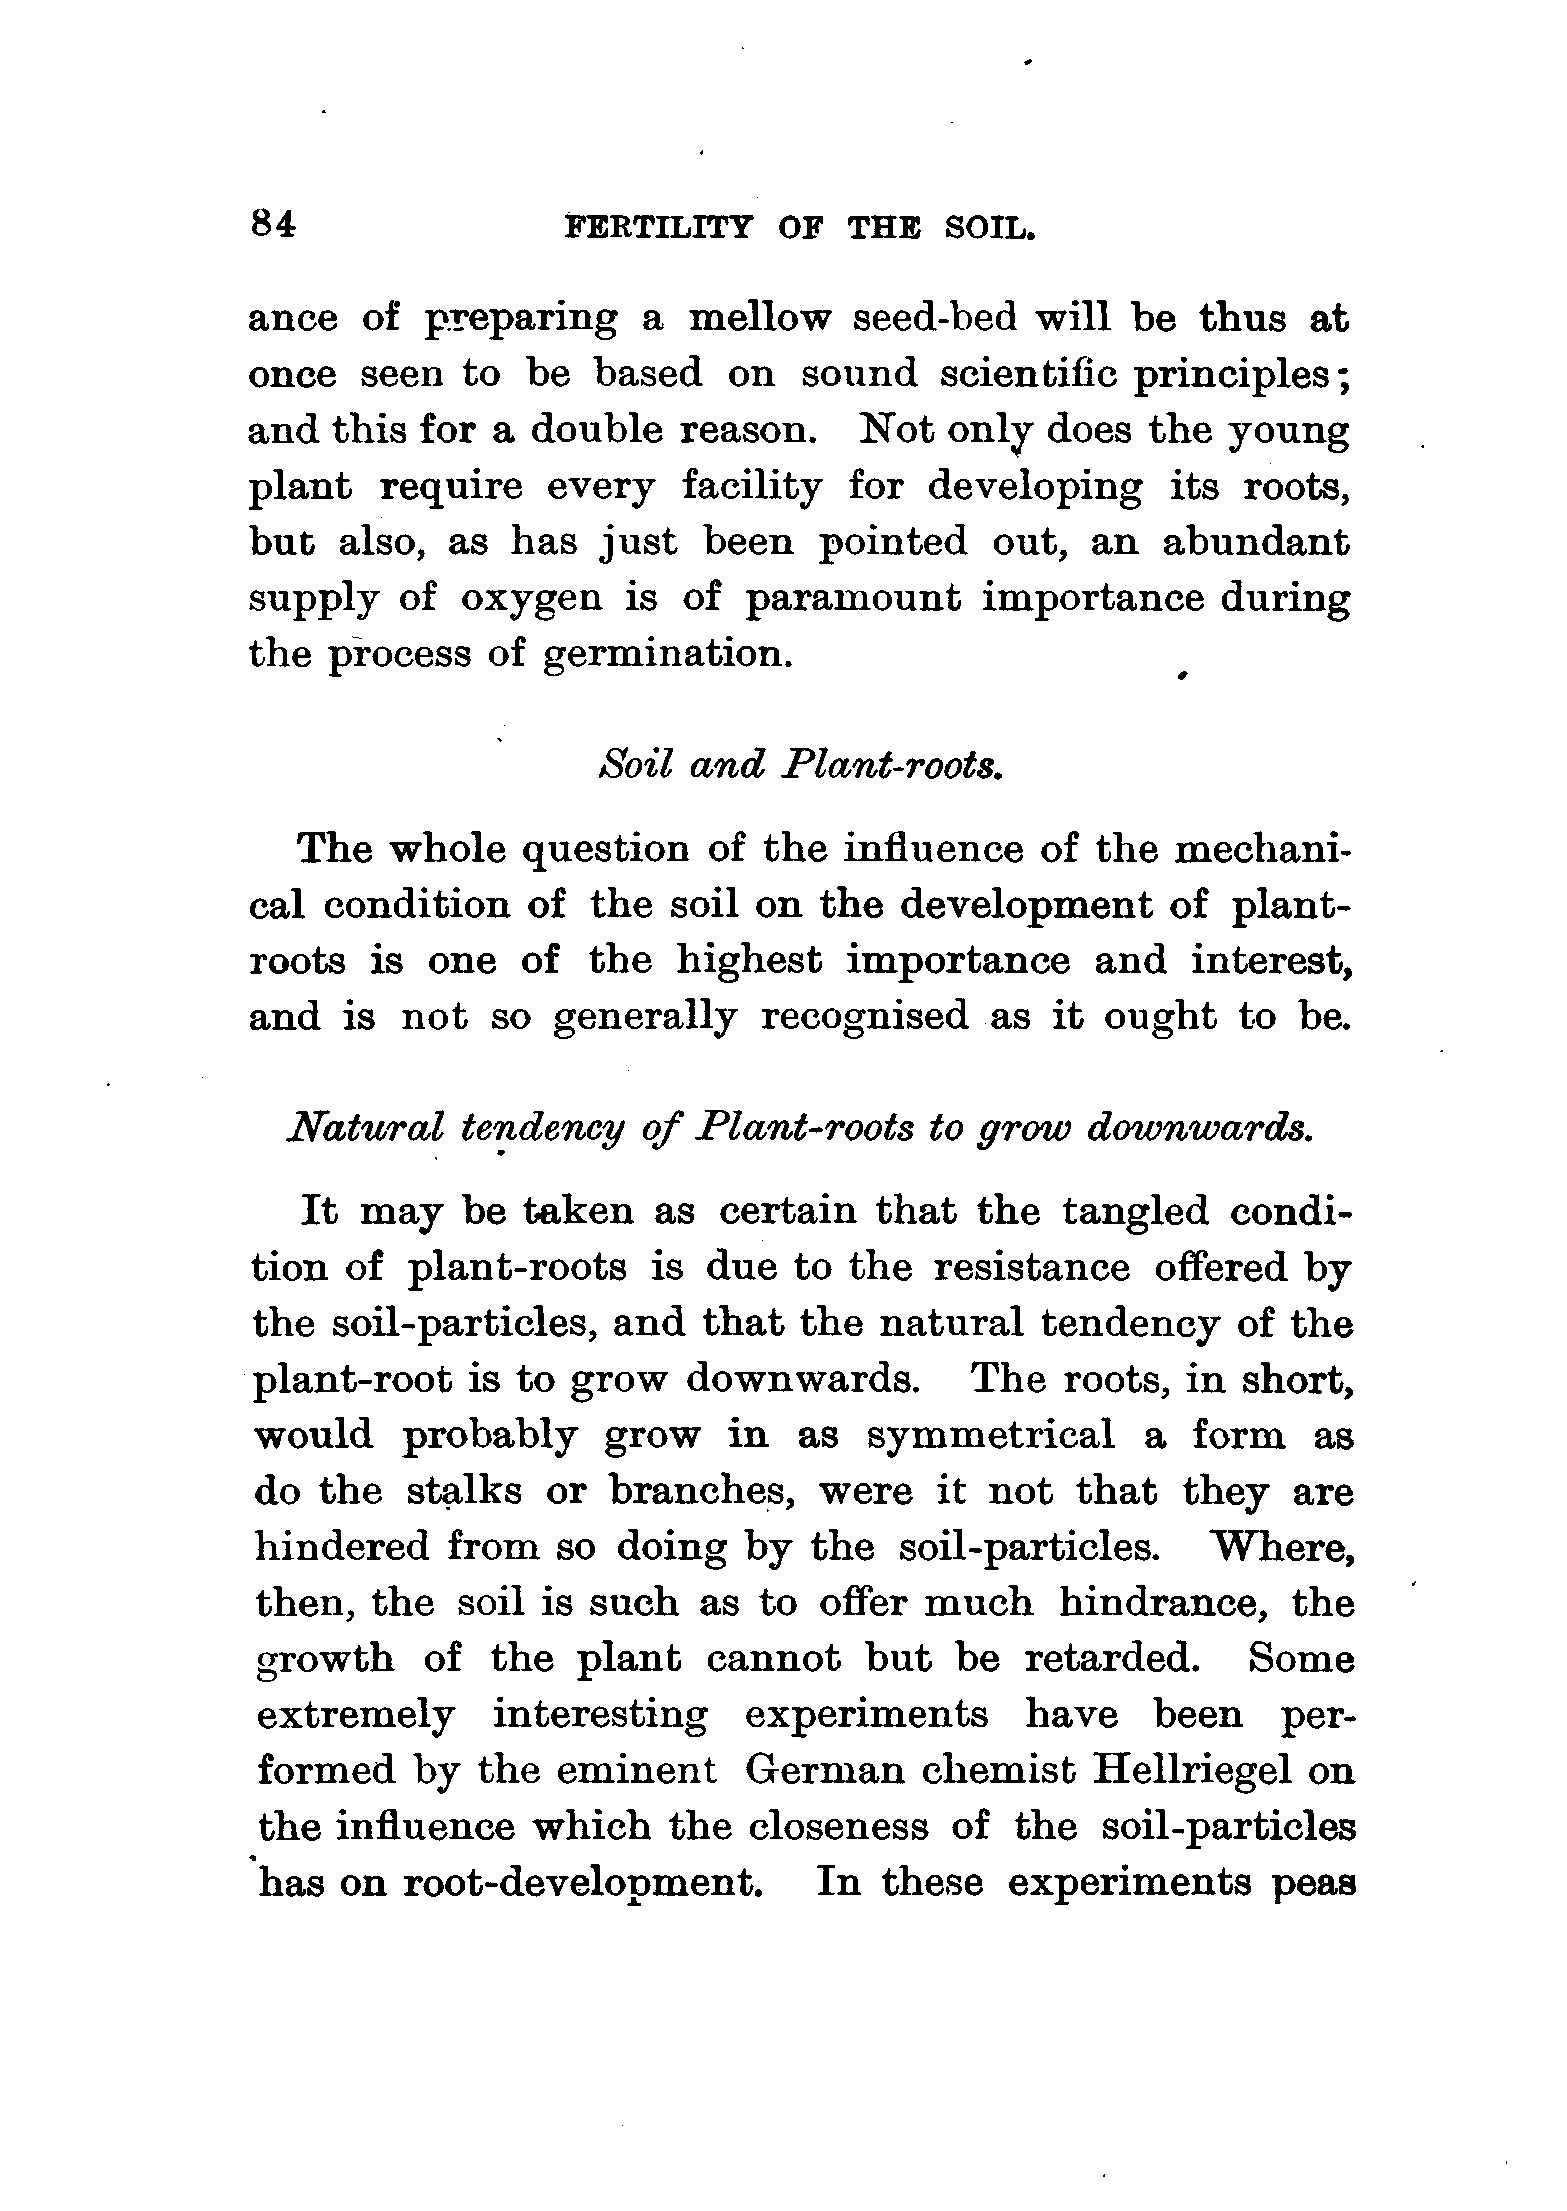 84 FERTILITY OF THE SOIL.
ance of preparing a mellow seed-bed will be thus at
once seen to be based on sound scientific principles;
and this for a double reason. Not only does the young
plant require every facility for developing its roots,
but also, as has just been pointed out, an abundant
supply of oxygen is of paramount importance during
the process of germination.
Soil and Plant-roots.
The whole question of the influence of the mechani-
cal condition of the soil on the development of plant-
roots is one of the highest importance and interest,
and is not so generally recognised as it ought to be.
Natural tendency of Plant-roots to grow downwards.
It may be taken as certain that the tangled condi-
tion of plant-roots is due to the resistance offered by
the soil-particles, and that the natural tendency of the
plant-root is to grow downwards. The roots, in short,
would probably grow in as symmetrical a form as
do the stalks or branches, were it not that they are
hindered from so doing by the soil-particles. Where,
then, the soil is such as to offer much hindrance, the
growth of the plant cannot but be retarded. Some
extremely interesting experiments have been per-
formed by the eminent German chemist Hellriegel on
the influence which the closeness of the soil-particles
has on root-development. In these experiments peas